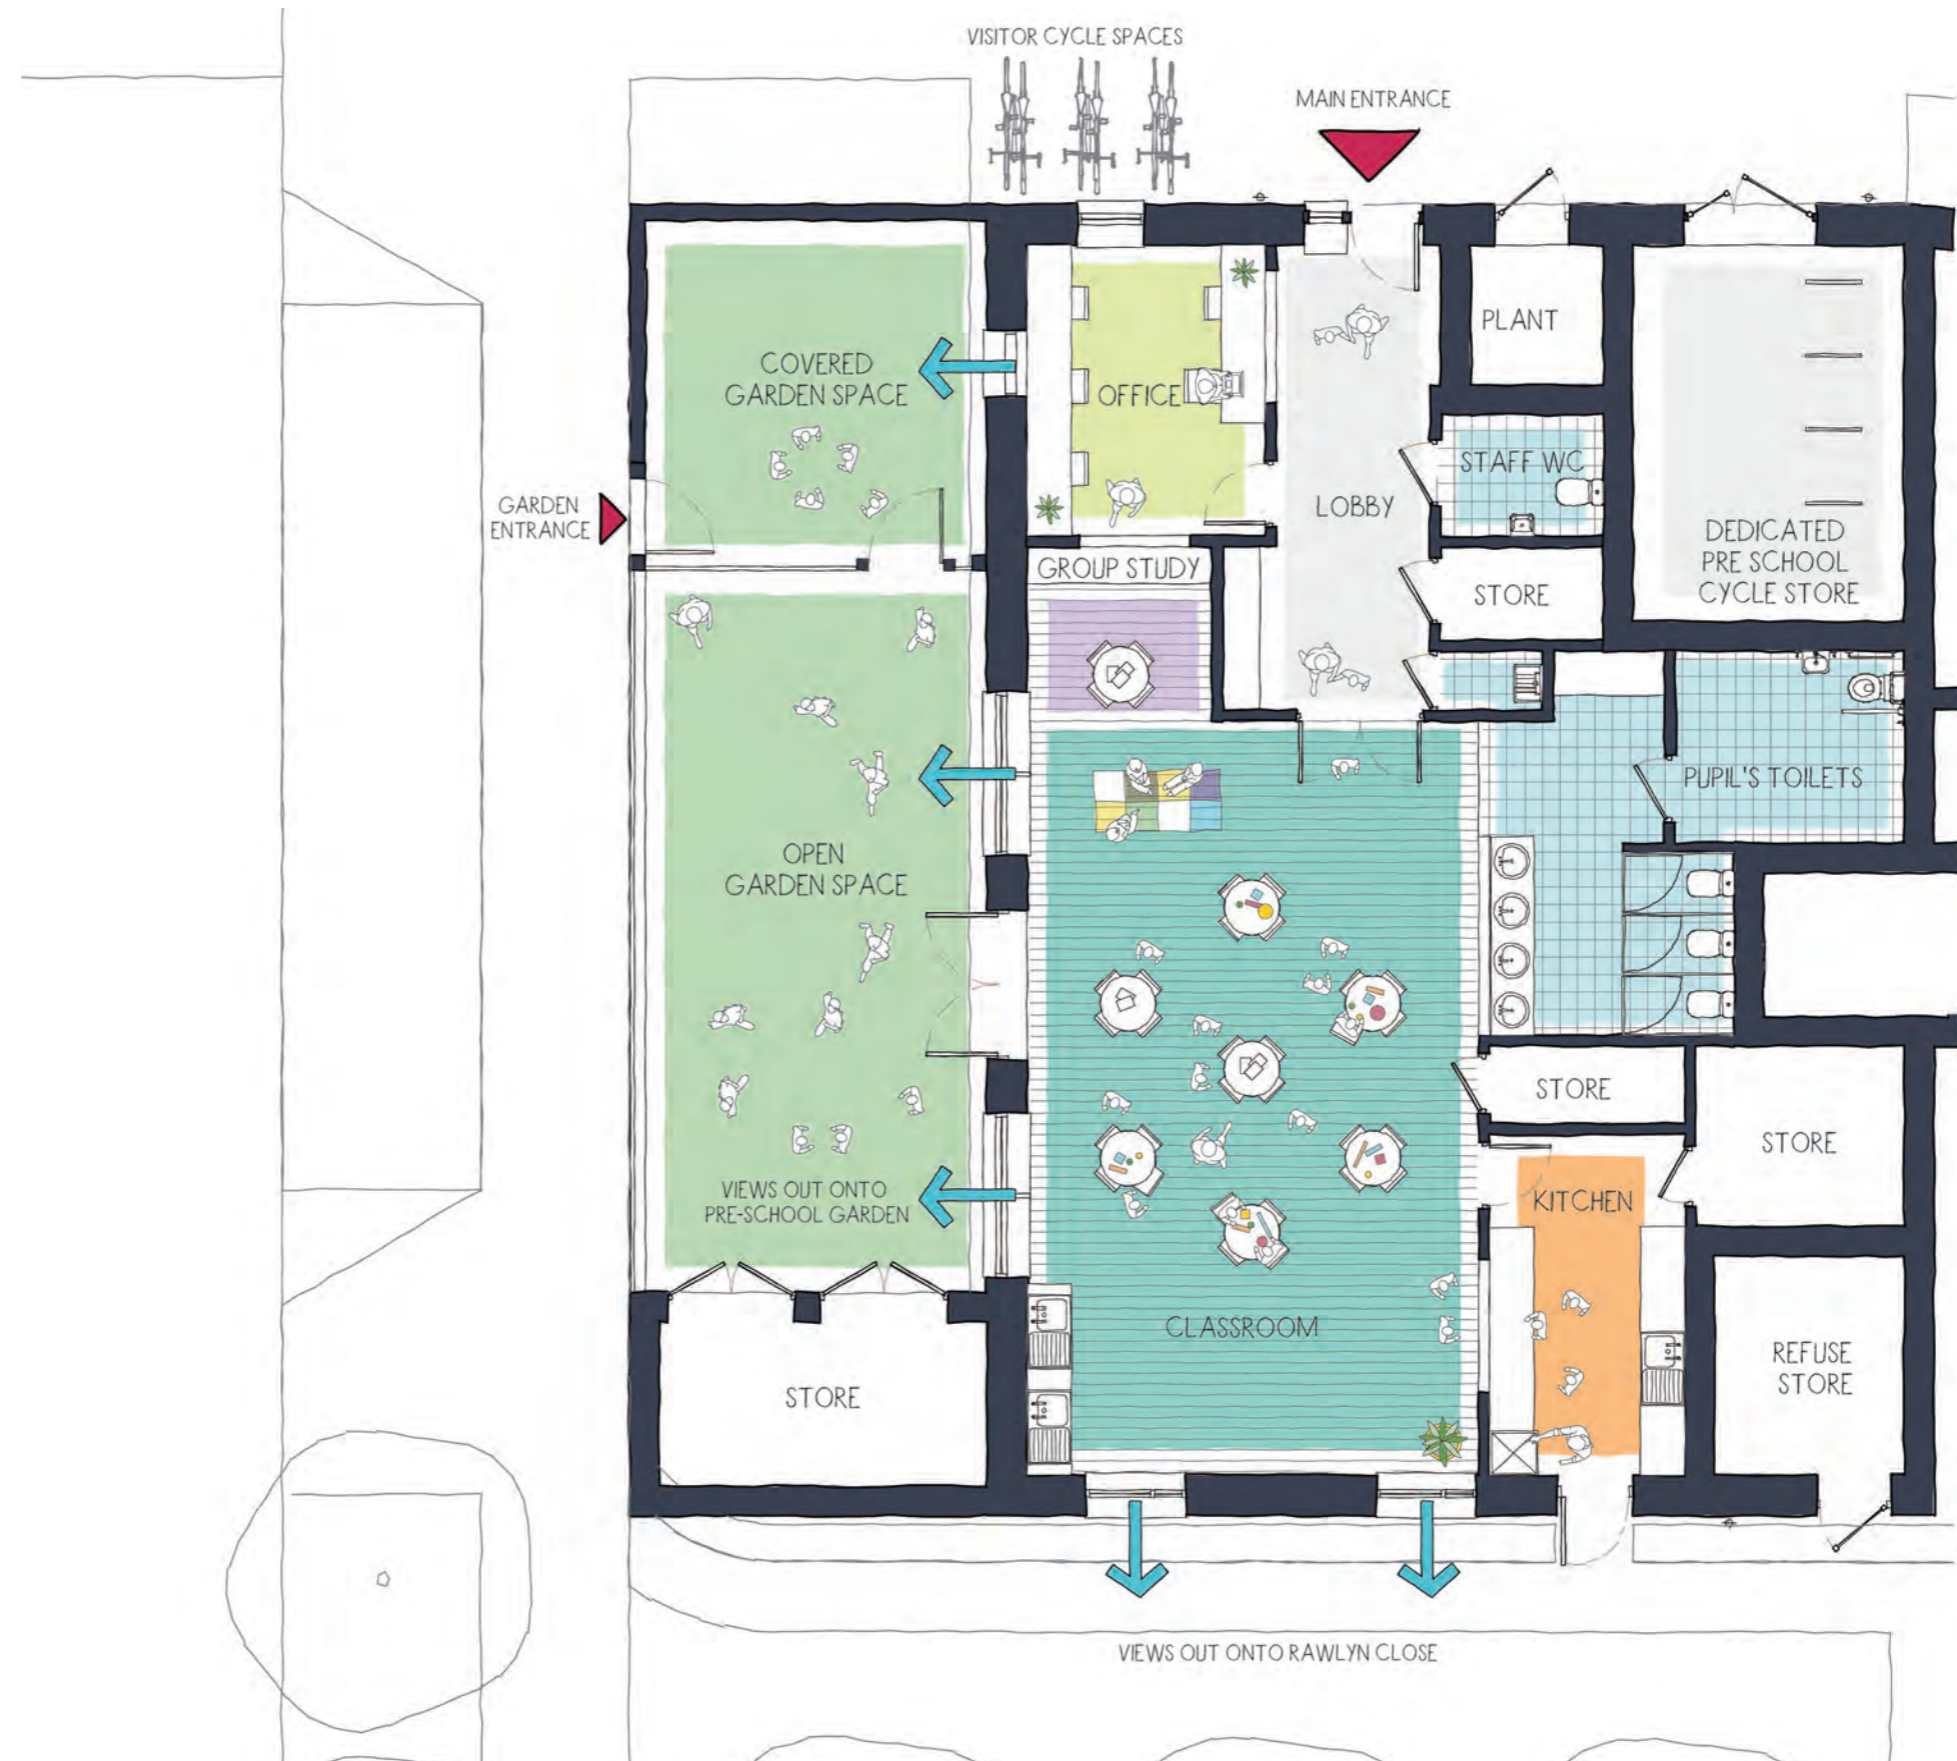 VISITOR CYCLE SPACES
MAIN ENTRANCE
COVERED
GARDEN SPACE
OFFICE
PLANT
STAFF WC
GARDEN
ENTRANCE
LOBBY
DEDICATED
PRE SCHOOL
CYCLE STORE
GROUP STUDY
STORE
PUPIL'S TOILETS
OPEN
GARDEN SPACE
STORE
STORE
VIEWS OUT ONTO
PRE-SCHOOL GARDEN
KITCHEN
CLASSROOM
REFUSE
STORE
STORE
VIEWS OUT ONTO RAWLYN CLOSE